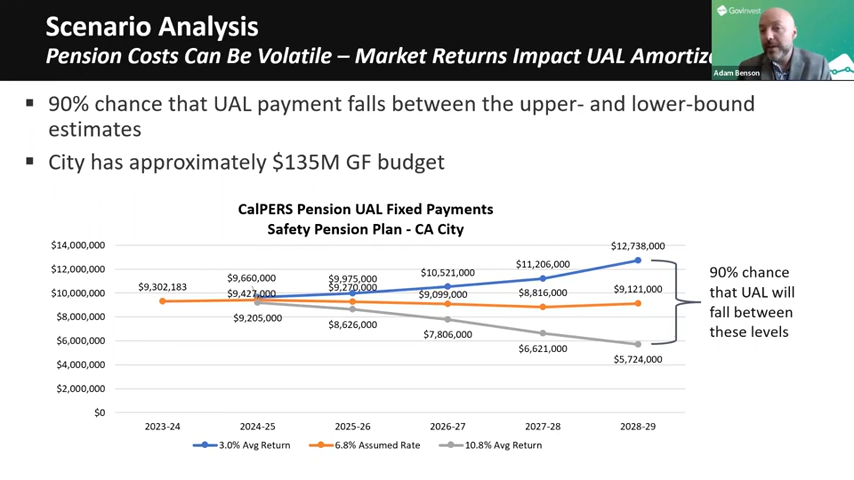 Scenario Analysis
Pension Costs Can Be Volatile – Market Returns Impact UAL Amortiz
GovInvest
Adam Benson
▪ 90% chance that UAL payment falls between the upper- and lower-bound
estimates
▪ City has approximately $135M GF budget
CalPERS Pension UAL Fixed Payments
Safety Pension Plan - CA City
$14,000,000
$12,000,000
$10,000,000
$8,000,000
$6,000,000
$4,000,000
$2,000,000
$0
$9,302,183
$9,660,000
$9,427,000
$9,205,000
$9,975,000
$9,270,000
$8,626,000
$10,521,000
$9,099,000
$7,806,000
$11,206,000
$8,816,000
$6,621,000
$12,738,000
$9,121,000
$5,724,000
90% chance
that UAL will
fall between
these levels
2023-24 2024-25 2025-26 2026-27 2027-28 2028-29
3.0% Avg Return 6.8% Assumed Rate 10.8% Avg Return